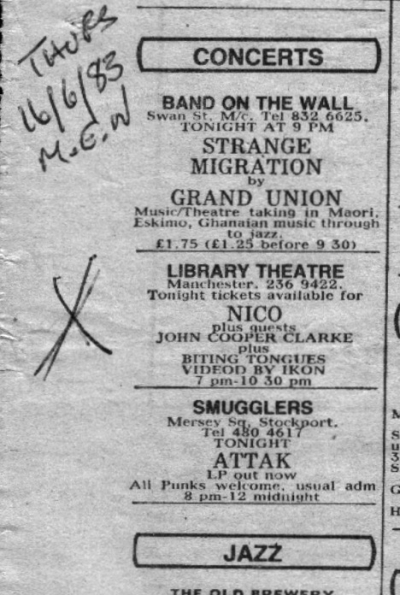 THURS
16/6/83
M.E.N
CONCERTS
BAND ON THE WALL
Swan St. M/c. Tel 832 6625.
TONIGHT AT 9 PM
STRANGE
MIGRATION
by
GRAND UNION
Music/Theatre taking in Maori,
Eskimo, Ghanaian music through
to jazz.
£1.75 (£1.25 before 9 30)
LIBRARY THEATRE
Manchester. 236 9422.
Tonight tickets available for
NICO
plus guests
JOHN COOPER CLARKE
plus
BITING TONGUES
VIDEOD BY IKON
7 pm-10 30 pm
SMUGGLERS
Mersey Sq, Stockport.
Tel 480 4617
TONIGHT
ATTAK
LP out now
All Punks welcome, usual adm
8 pm-12 midnight
JAZZ
THE OLD BREWERY